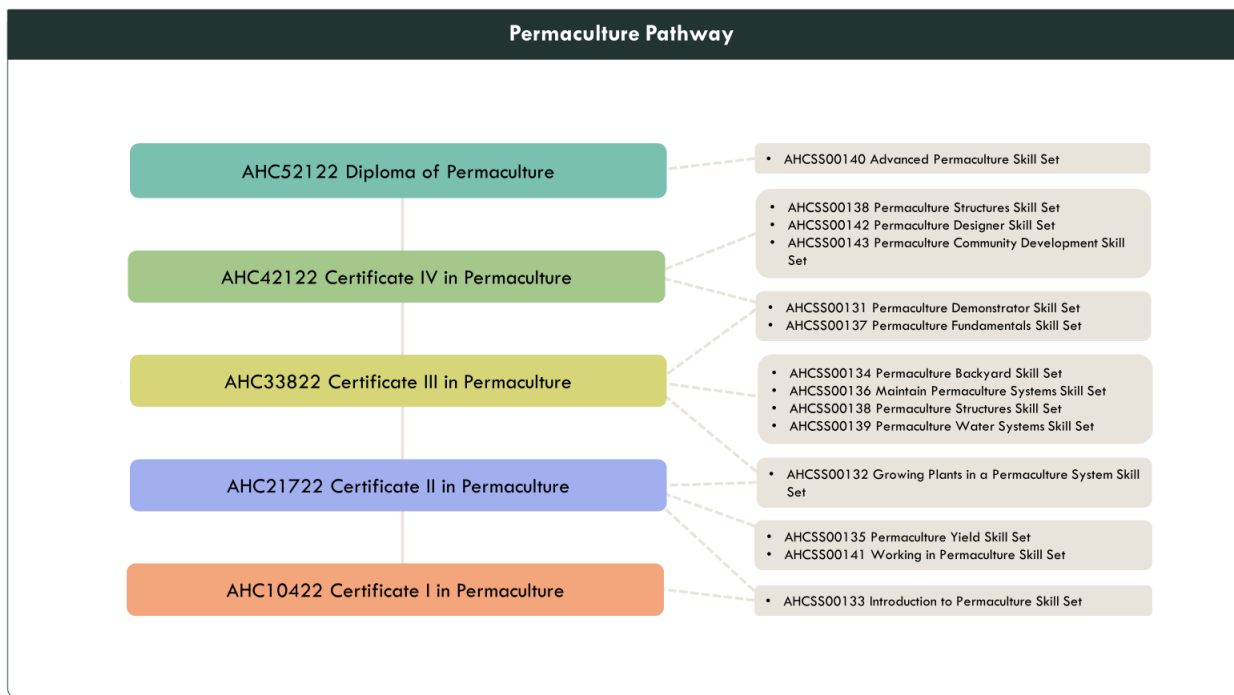 Permaculture Pathway
AHC52122 Diploma of Permaculture
• AHCSS00140 Advanced Permaculture Skill Set
• AHCSS00138 Permaculture Structures Skill Set
• AHCSS00142 Permaculture Designer Skill Set
• AHCSS00143 Permaculture Community Development Skill
Set
AHC42122 Certificate IV in Permaculture
• AHCSS00131 Permaculture Demonstrator Skill Set
• AHCSS00137 Permaculture Fundamentals Skill Set
AHC33822 Certificate III in Permaculture
• AHCSS00134 Permaculture Backyard Skill Set
• AHCSS00136 Maintain Permaculture Systems Skill Set
• AHCSS00138 Permaculture Structures Skill Set
• AHCSS00139 Permaculture Water Systems Skill Set
AHC21722 Certificate II in Permaculture
• AHCSS00132 Growing Plants in a Permaculture System Skill
Set
• AHCSS00135 Permaculture Yield Skill Set
• AHCSS00141 Working in Permaculture Skill Set
AHC10422 Certificate I in Permaculture
• AHCSS00133 Introduction to Permaculture Skill Set